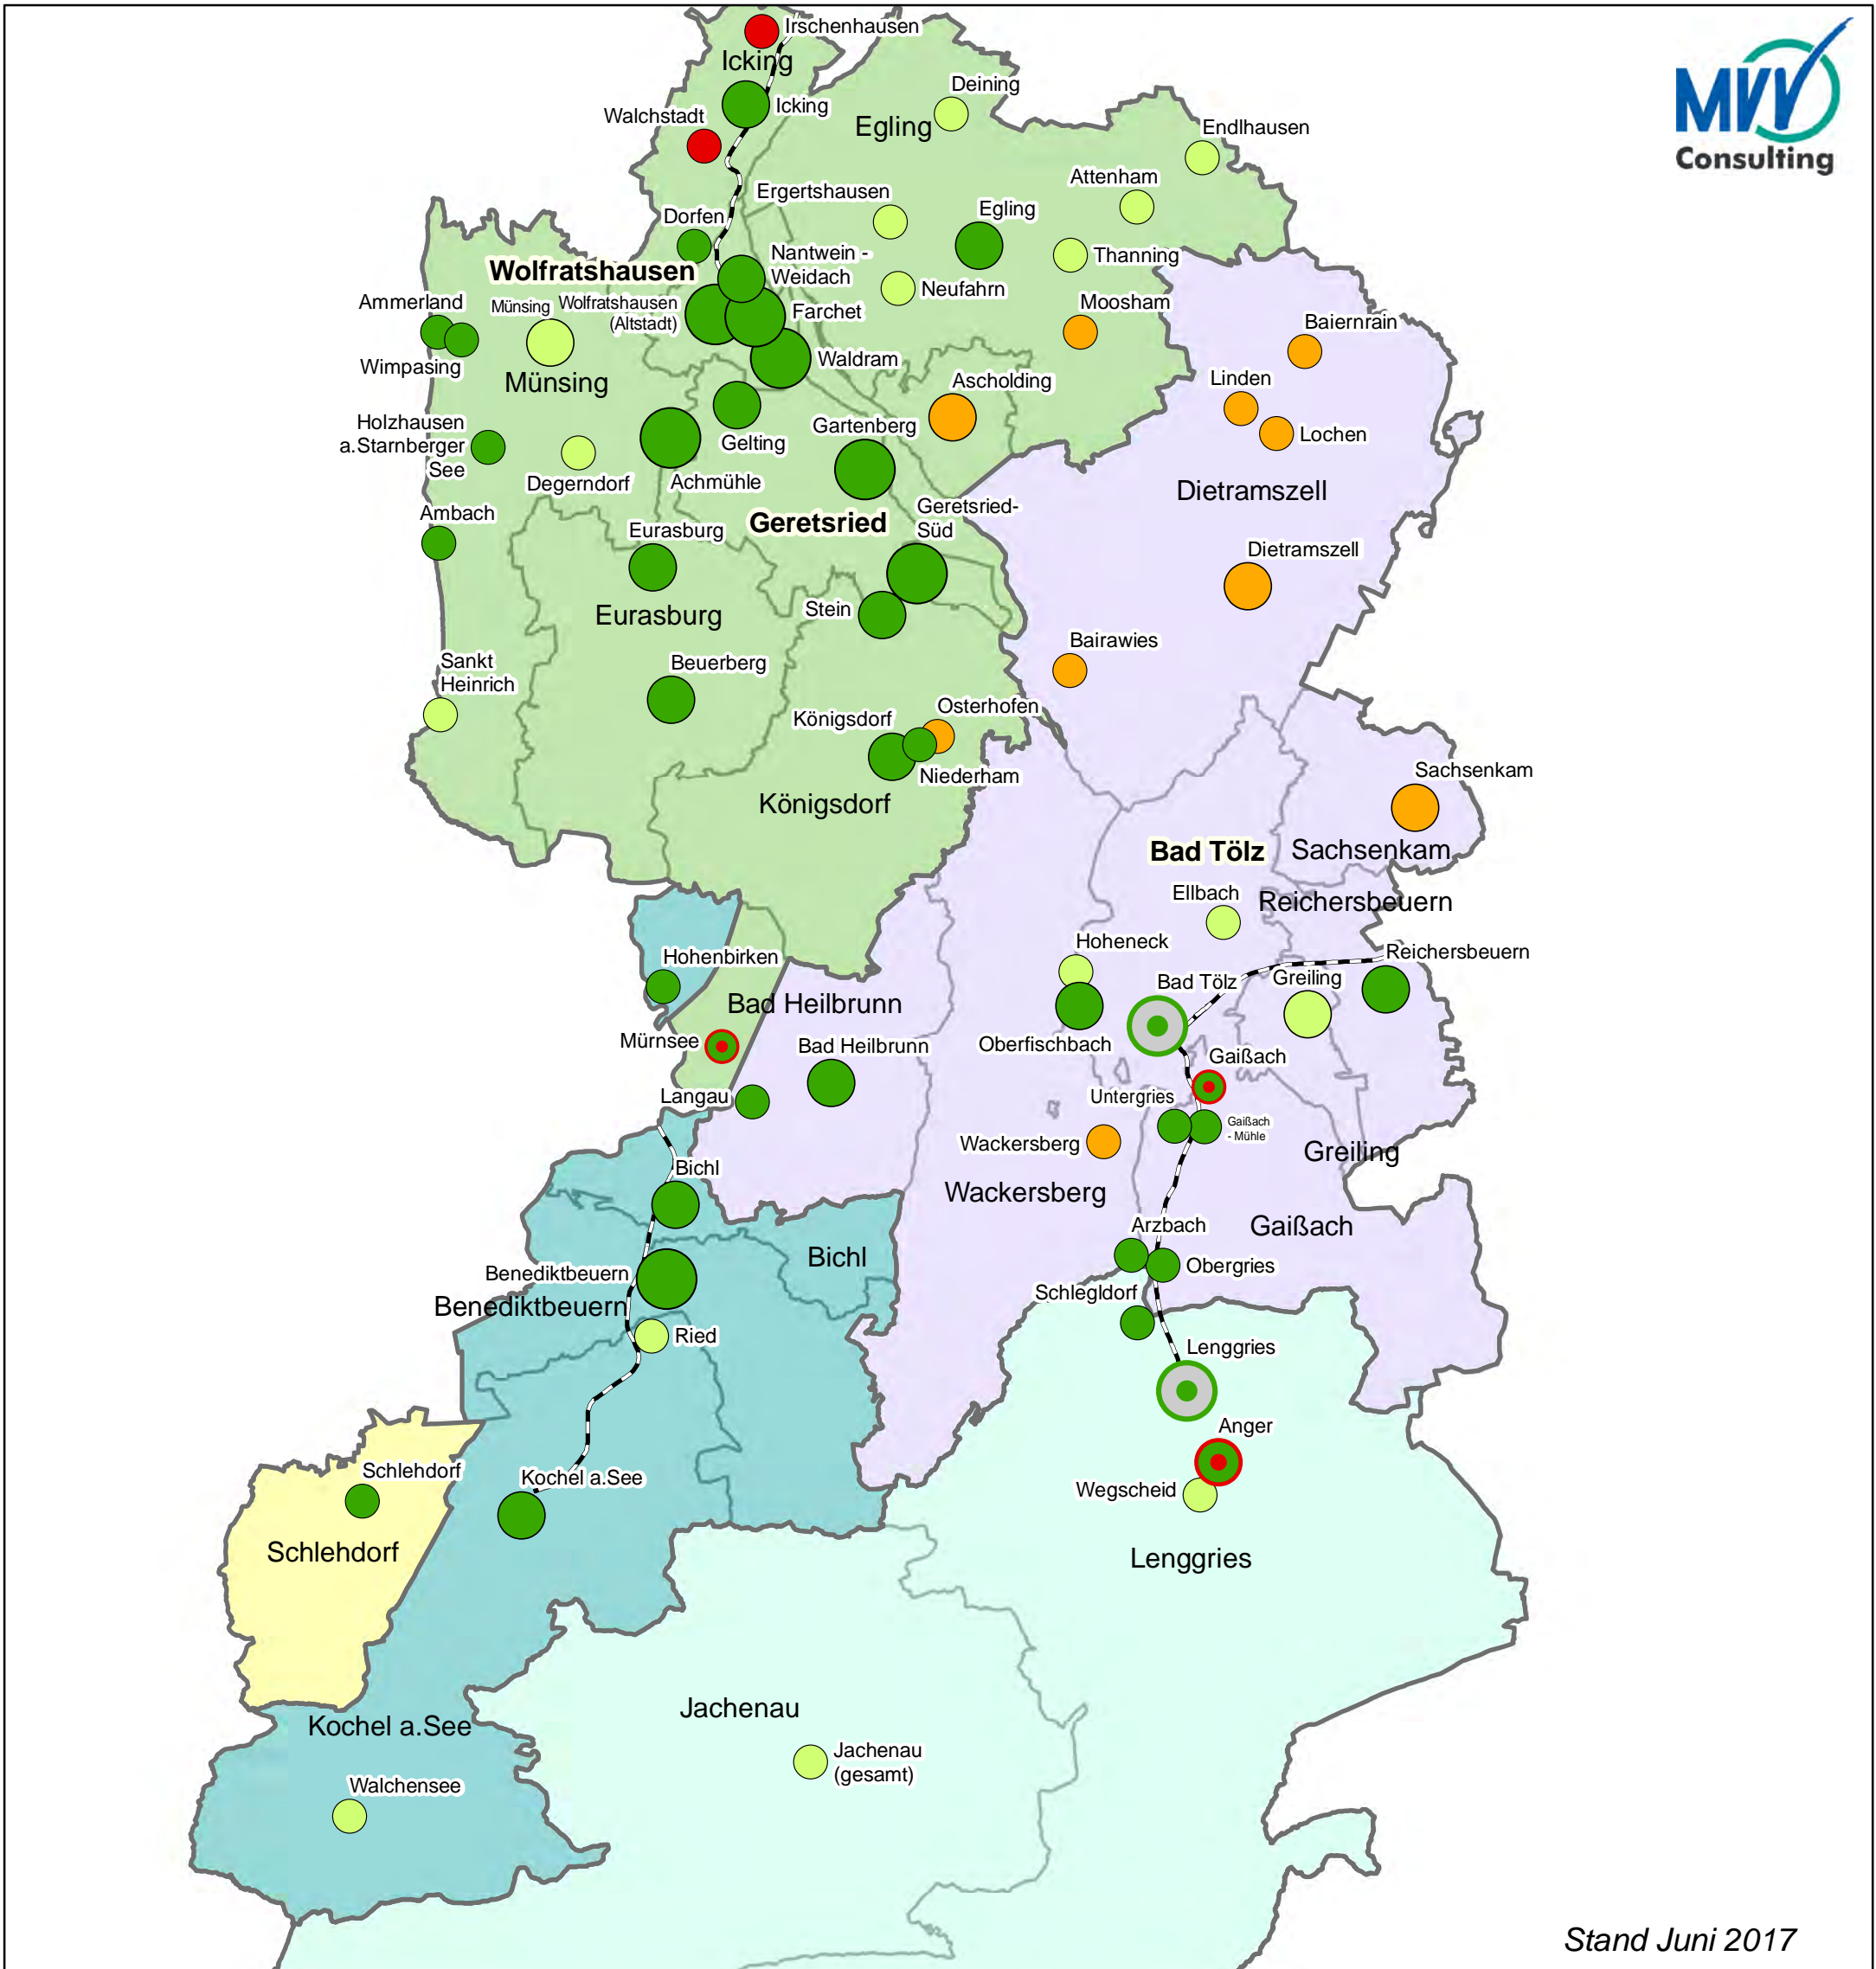 Irschenhausen
Icking
Icking
MVV
Consulting
Deining
Egling
Walchstadt
Endlhausen
Attenham
Ergertshausen
Egling
Dorfen
Thanning
Nantwein -
Weidach
Wolfratshausen
Neufahrn
Ammerland
Münsing
Wolfratshausen
(Altstadt)
Farchet
Moosham
Baiernrain
Wimpasing
Münsing
Waldram
Ascholding
Linden
Holzhausen
a.Starnberger
See
Gelting
Gartenberg
Lochen
Degerndorf
Achmühle
Dietramszell
Ambach
Eurasburg
Geretsried
Geretsried-
Süd
Dietramszell
Eurasburg
Stein
Bairawies
Sankt
Heinrich
Beuerberg
Königsdorf
Osterhofen
Niederham
Sachsenkam
Königsdorf
Bad Tölz
Sachsenkam
Ellbach
Reichersbeuern
Hohenbirken
Hoheneck
Reichersbeuern
Bad Tölz
Greiling
Bad Heilbrunn
Mürnsee
Bad Heilbrunn
Oberfischbach
Gaißach
Langau
Untergries
Gaißach
- Mühle
Wackersberg
Greiling
Bichl
Wackersberg
Arzbach
Gaißach
Bichl
Benediktbeuern
Obergries
Benediktbeuern
Schlegldorf
Ried
Lenggries
Anger
Schlehdorf
Kochel a.See
Wegscheid
Schlehdorf
Lenggries
Jachenau
Kochel a.See
Jachenau
(gesamt)
Walchensee
Stand Juni 2017